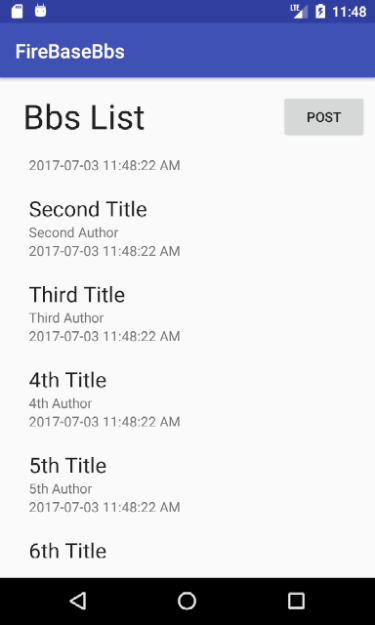 LTE 11:48
FireBaseBbs
Bbs List POST
2017-07-03 11:48:22 AM
Second Title
Second Author
2017-07-03 11:48:22 AM
Third Title
Third Author
2017-07-03 11:48:22 AM
4th Title
4th Author
2017-07-03 11:48:22 AM
5th Title
5th Author
2017-07-03 11:48:22 AM
6th Title